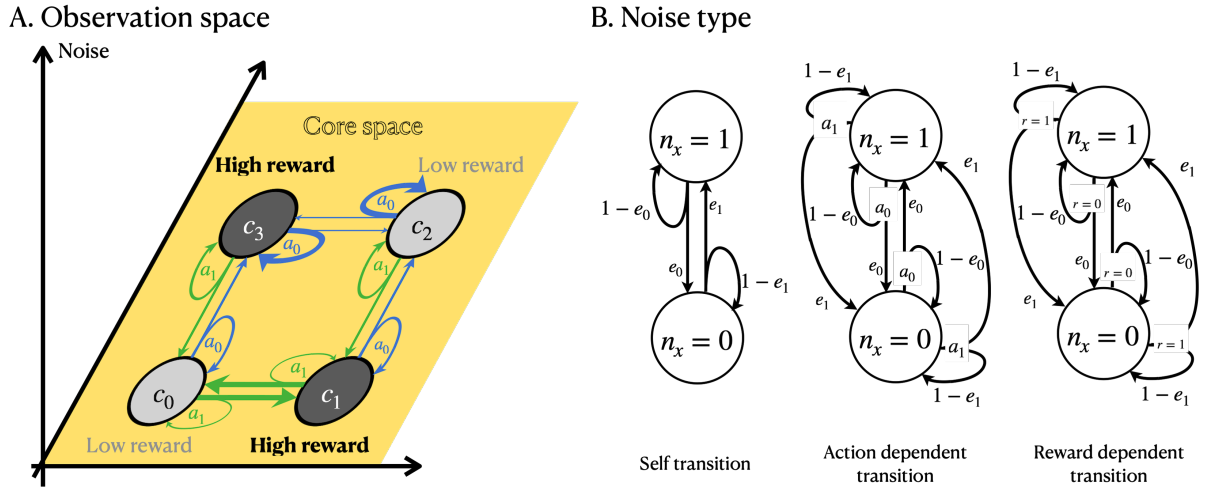 A. Observation space
Noise
Core space
High reward
Low reward
c₃
a₀
c₂
a₀
a₁
a₁
a₀
a₀
c₀
a₁
c₁
a₁
Low reward
High reward
B. Noise type
nₓ = 1
1 − e₀
e₁
e₀
1 − e₁
nₓ = 0
Self transition
1 − e₁
a₁
nₓ = 1
e₁
1 − e₀
a₀
e₀
e₀
a₀
1 − e₀
e₁
nₓ = 0
a₁
1 − e₁
Action dependent
transition
1 − e₁
r = 1
nₓ = 1
e₁
1 − e₀
r = 0
e₀
e₀
r = 0
1 − e₀
e₁
nₓ = 0
r = 1
1 − e₁
Reward dependent
transition